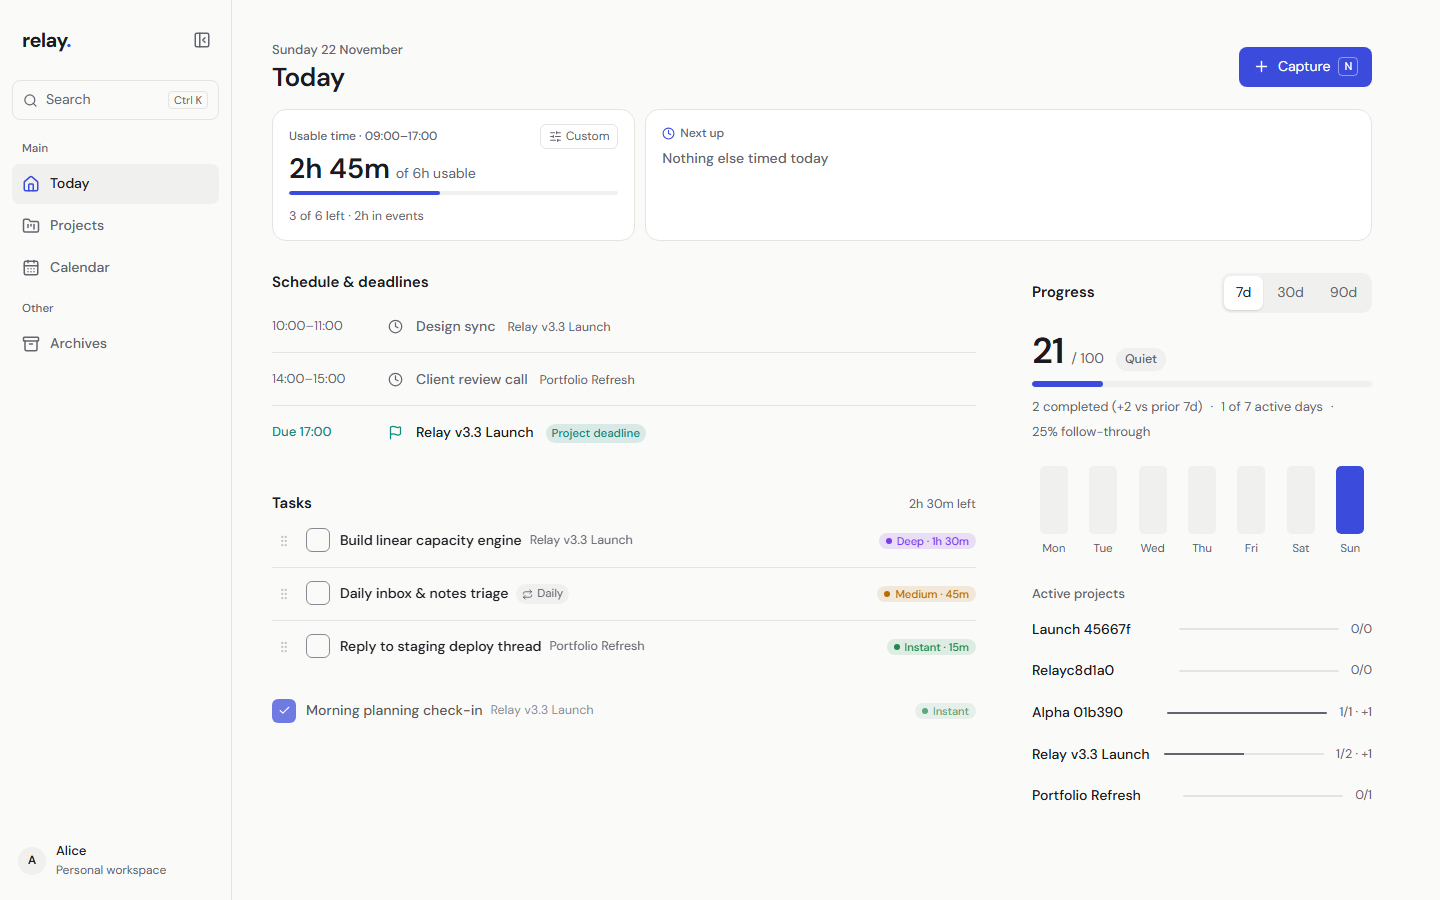 relay.
Search Ctrl K
Main
Today
Projects
Calendar
Other
Archives
A
Alice
Personal workspace
Sunday 22 November
Today
Capture N
Usable time · 09:00–17:00 Custom
2h 45m of 6h usable
3 of 6 left · 2h in events
Next up
Nothing else timed today
Schedule & deadlines
10:00–11:00 Design sync Relay v3.3 Launch
14:00–15:00 Client review call Portfolio Refresh
Due 17:00 Relay v3.3 Launch Project deadline
Tasks 2h 30m left
Build linear capacity engine Relay v3.3 Launch Deep · 1h 30m
Daily inbox & notes triage Daily Medium · 45m
Reply to staging deploy thread Portfolio Refresh Instant · 15m
Morning planning check-in Relay v3.3 Launch Instant
Progress 7d 30d 90d
21 / 100 Quiet
2 completed (+2 vs prior 7d) · 1 of 7 active days ·
25% follow-through
Mon Tue Wed Thu Fri Sat Sun
Active projects
Launch 45667f 0/0
Relayc8d1a0 0/0
Alpha 01b390 1/1 · +1
Relay v3.3 Launch 1/2 · +1
Portfolio Refresh 0/1